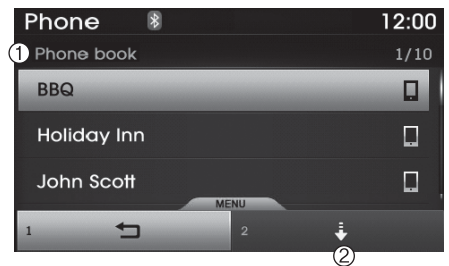 Phone 12:00
① Phone book 1/10
BBQ
Holiday Inn
John Scott
MENU
1 2
②